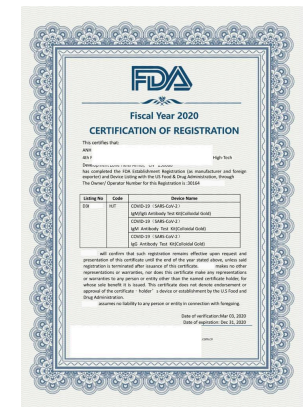 FDA
Fiscal Year 2020
CERTIFICATION OF REGISTRATION
This certifies that:
ANH
4th F High-Tech
has completed the FDA Establishment Registration (as manufacturer and foreign
exporter) and Device Listing with the US Food & Drug Administration, through
The Owner/ Operator Number for this Registration is :30164
Listing No Code Device Name
D3 HJT COVID-19（SARS-CoV-2）
IgM/IgG Antibody Test Kit(Colloidal Gold)
COVID-19（SARS-CoV-2）
IgM Antibody Test Kit(Colloidal Gold)
COVID-19（SARS-CoV-2）
IgG Antibody Test Kit(Colloidal Gold)
will confirm that such registration remains effective upon request and
presentation of this certificate until the end of the year stated above, unless said
registration is terminated after issuance of this certificate. makes no other
representations or warranties, nor does this certificate make any representations
or warranties to any person or entity other than the named certificate holder, for
whose sole benefit it is issued. This certificate does not denote endorsement or
approval of the certificate - holder' s device or establishment by the U.S Food and
Drug Administration.
assumes no liability to any person or entity in connection with foregoing.
Date of verification:Mar 03, 2020
Date of expiration: Dec 31, 2020